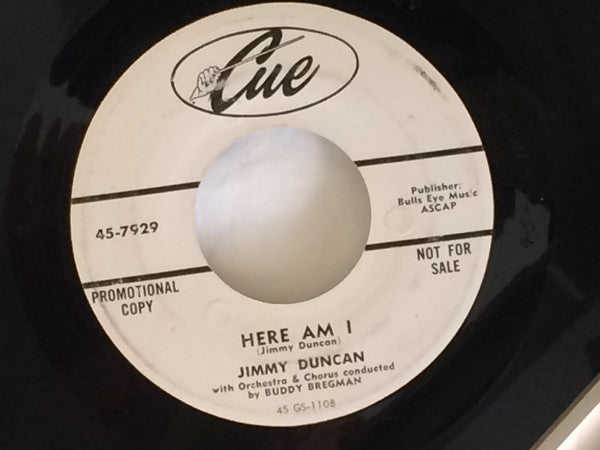 Cue
Publisher:
Bulls Eye Music
ASCAP
45-7929
NOT FOR
SALE
PROMOTIONAL
COPY
HERE AM I
(Jimmy Duncan)
JIMMY DUNCAN
with Orchestra & Chorus conducted
by BUDDY BREGMAN
45 GS-1108